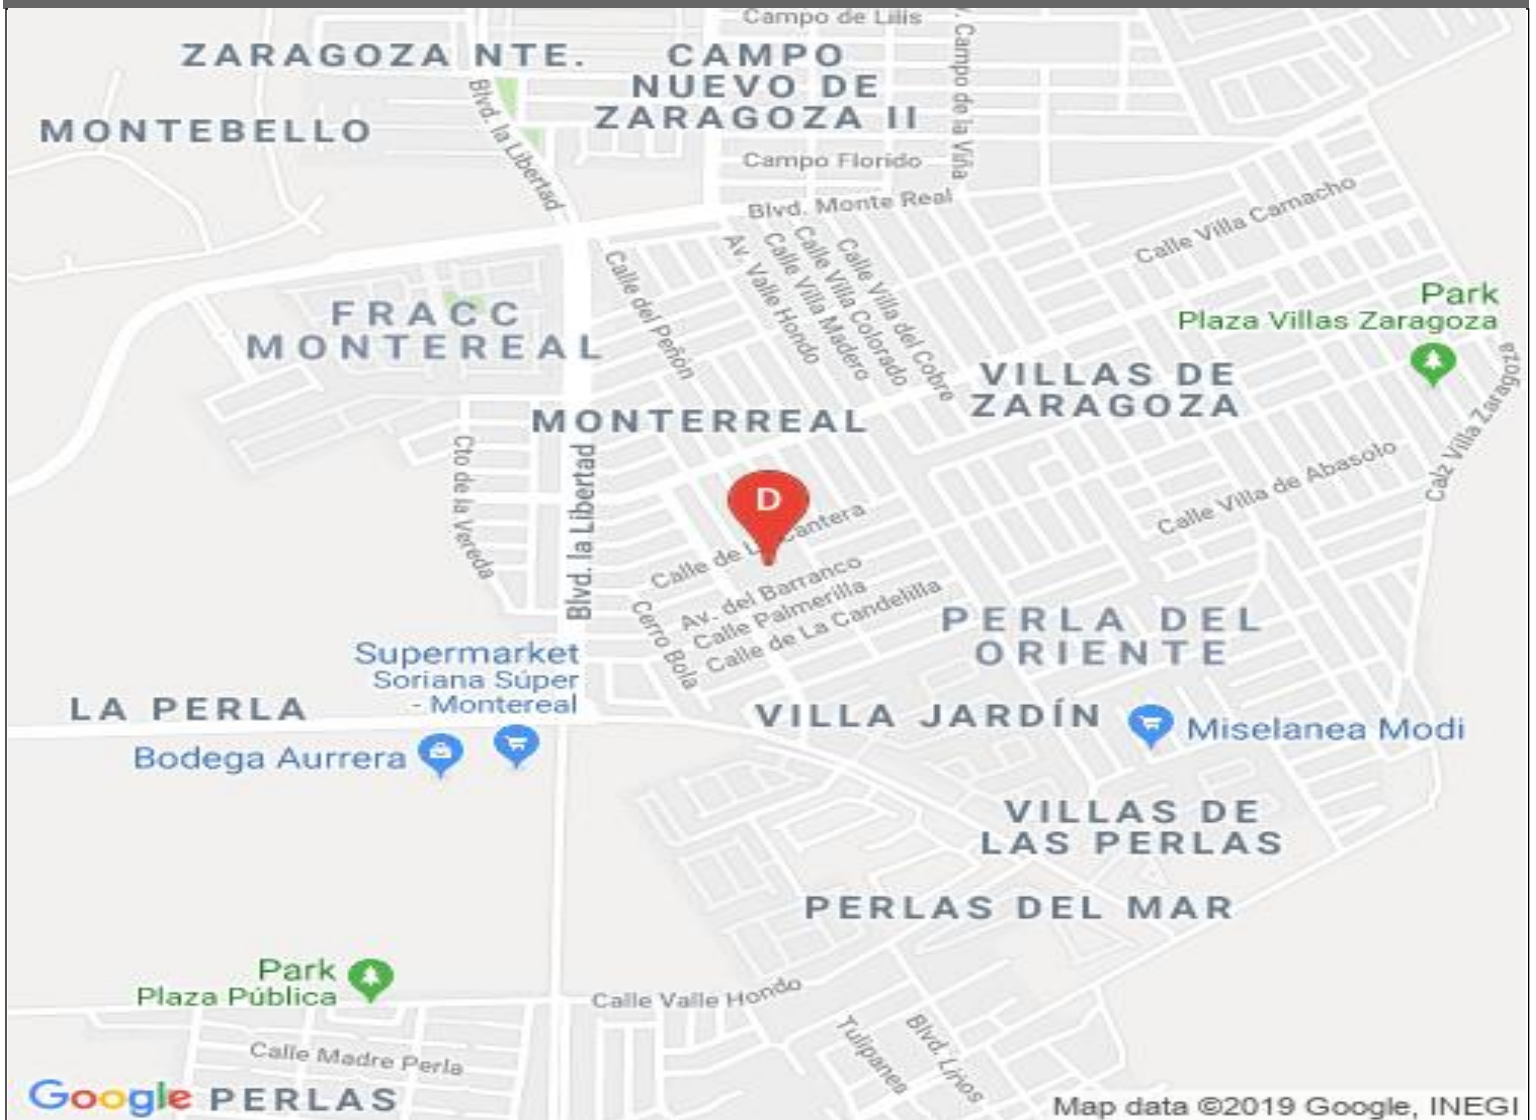 Campo de Lilis
ZARAGOZA NTE.
CAMPO
NUEVO DE
ZARAGOZA II
Campo de la Viña
Blvd. la Libertad
MONTEBELLO
Campo Florido
Blvd. Monte Real
Calle Villa Camacho
Calle del Peñón
Av. Valle Hondo
Calle Villa Madero
Calle Villa Colorado
Calle Villa del Cobre
Park
Plaza Villas Zaragoza
FRACC
MONTEREAL
VILLAS DE
ZARAGOZA
Calz Villa Zaragoza
MONTERREAL
Cto de la Vereda
Blvd. la Libertad
D
Calle Villa de Abasolo
Calle de L cantera
Av. del Barranco
Calle Palmerilla
Calle de La Candelilla
Cerro Bola
PERLA DEL
ORIENTE
Supermarket
Soriana Súper
- Montereal
LA PERLA
VILLA JARDÍN
Miselanea Modi
Bodega Aurrera
VILLAS DE
LAS PERLAS
PERLAS DEL MAR
Park
Plaza Pública
Calle Valle Hondo
Tulipanes
Blvd. Lirios
Calle Madre Perla
Google
PERLAS
Map data ©2019 Google, INEGI